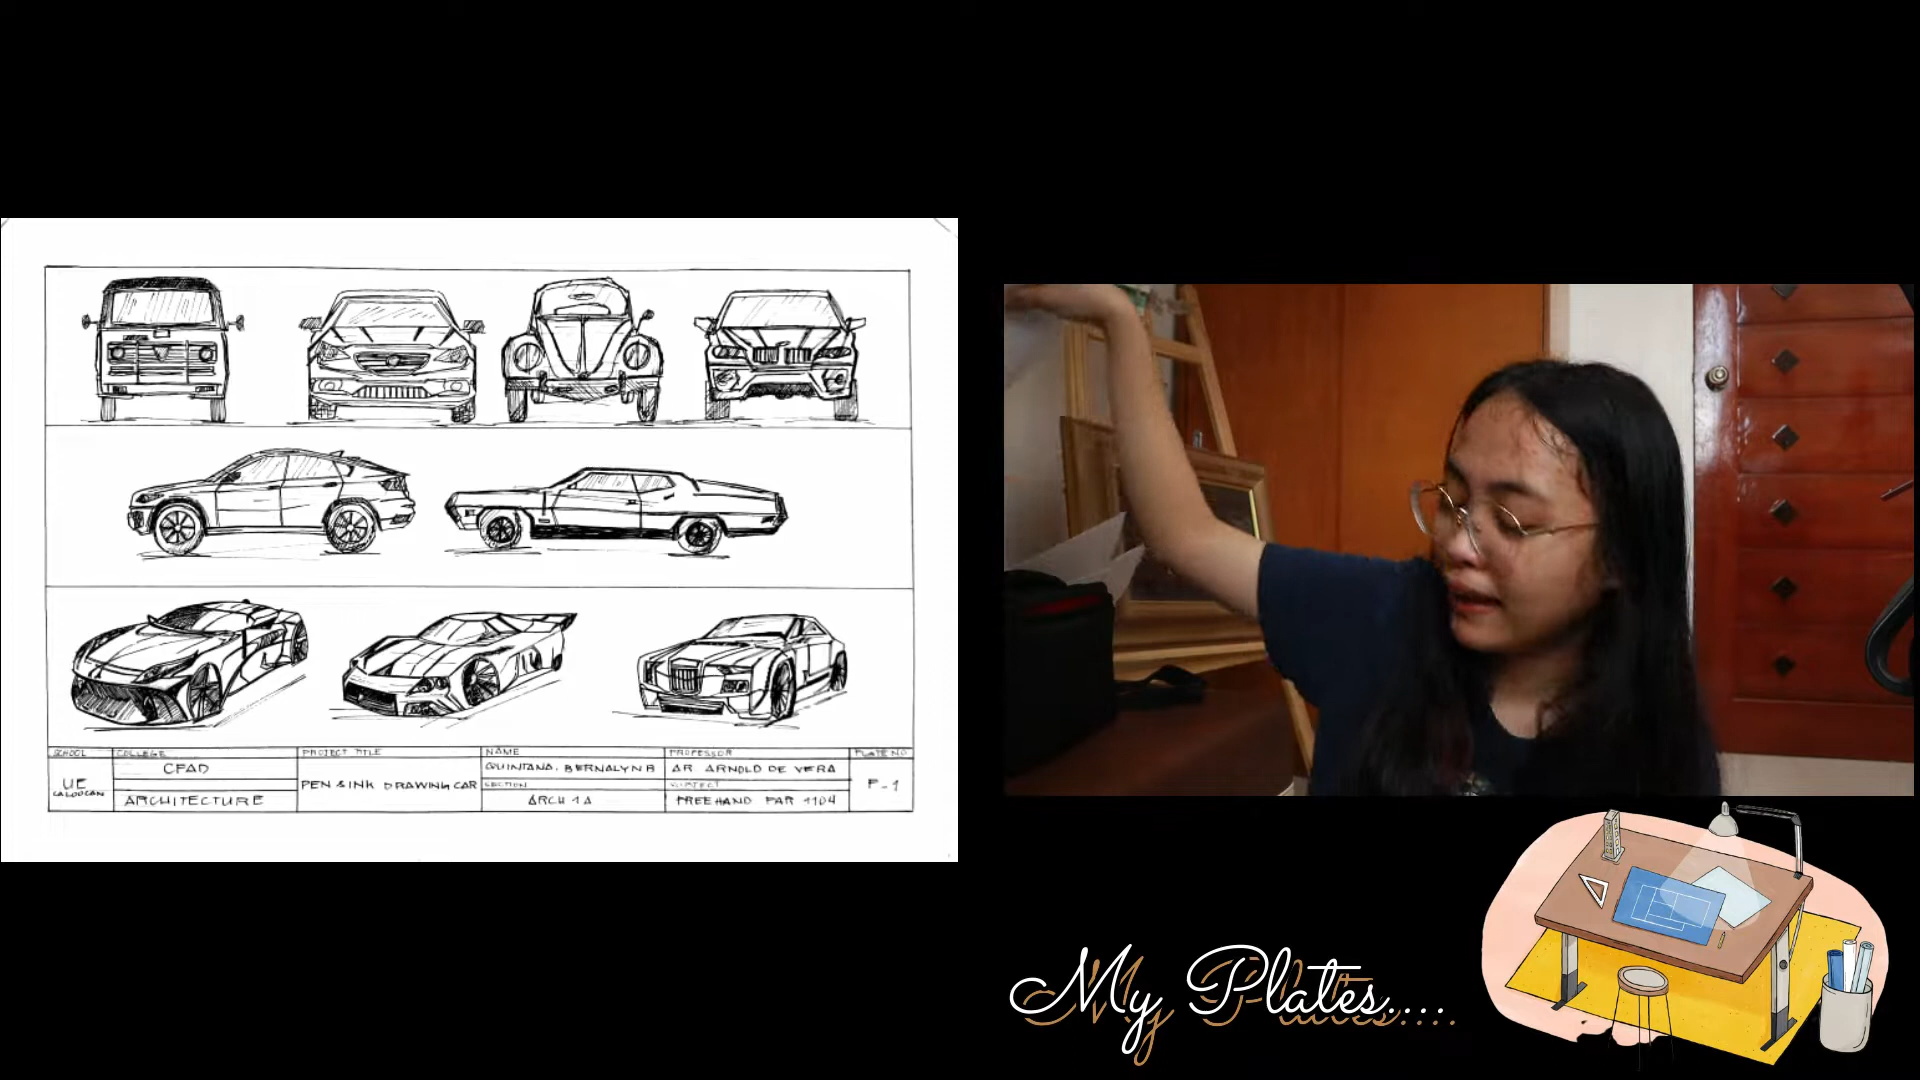 SCHOOL
COLLEGE
PROJECT TITLE
NAME
PROFESSOR
PLATE NO
UE
CALOOCAN
CFAD
ARCHITECTURE
PEN & INK DRAWING CAR
QUINTANA, BERNALYN B
SECTION
ARCH 1A
AR ARNOLD DE VERA
SUBJECT
FREEHAND FAR 1104
P-1
My Plates....